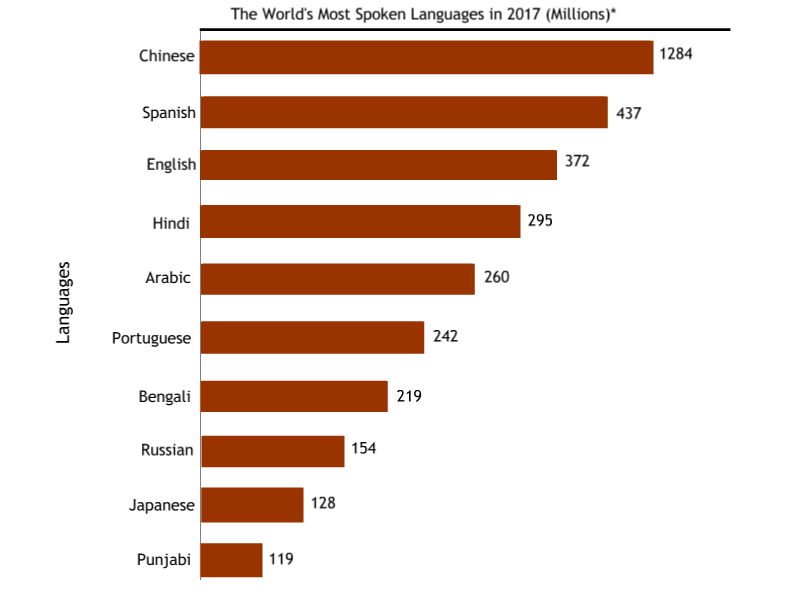 The World's Most Spoken Languages in 2017 (Millions)*
Chinese 1284
Spanish 437
English 372
Hindi 295
Arabic 260
Languages
Portuguese 242
Bengali 219
Russian 154
Japanese 128
Punjabi 119